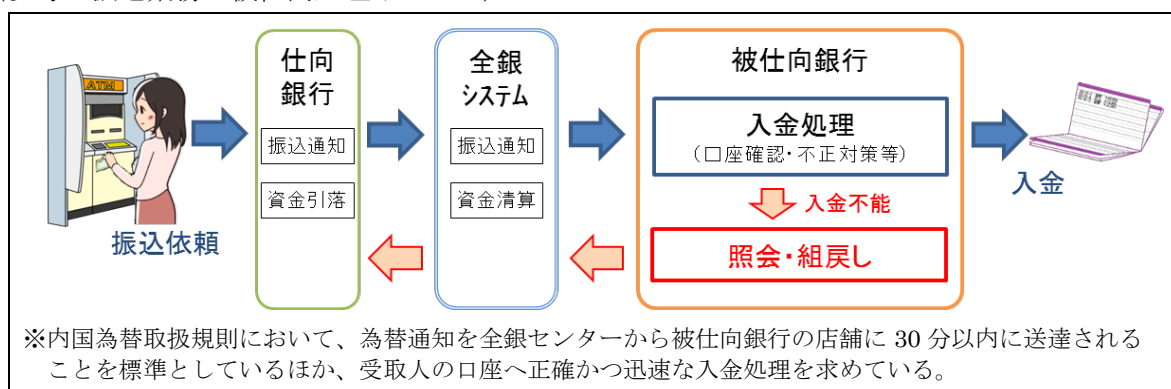 ATM
振込依頼
仕向
銀行
振込通知
資金引落
全銀
システム
振込通知
資金清算
被仕向銀行
入金処理
（口座確認・不正対策等）
入金不能
照会・組戻し
入金
※内国為替取扱規則において、為替通知を全銀センターから被仕向銀行の店舗に 30 分以内に送達される
ことを標準としているほか、受取人の口座へ正確かつ迅速な入金処理を求めている。